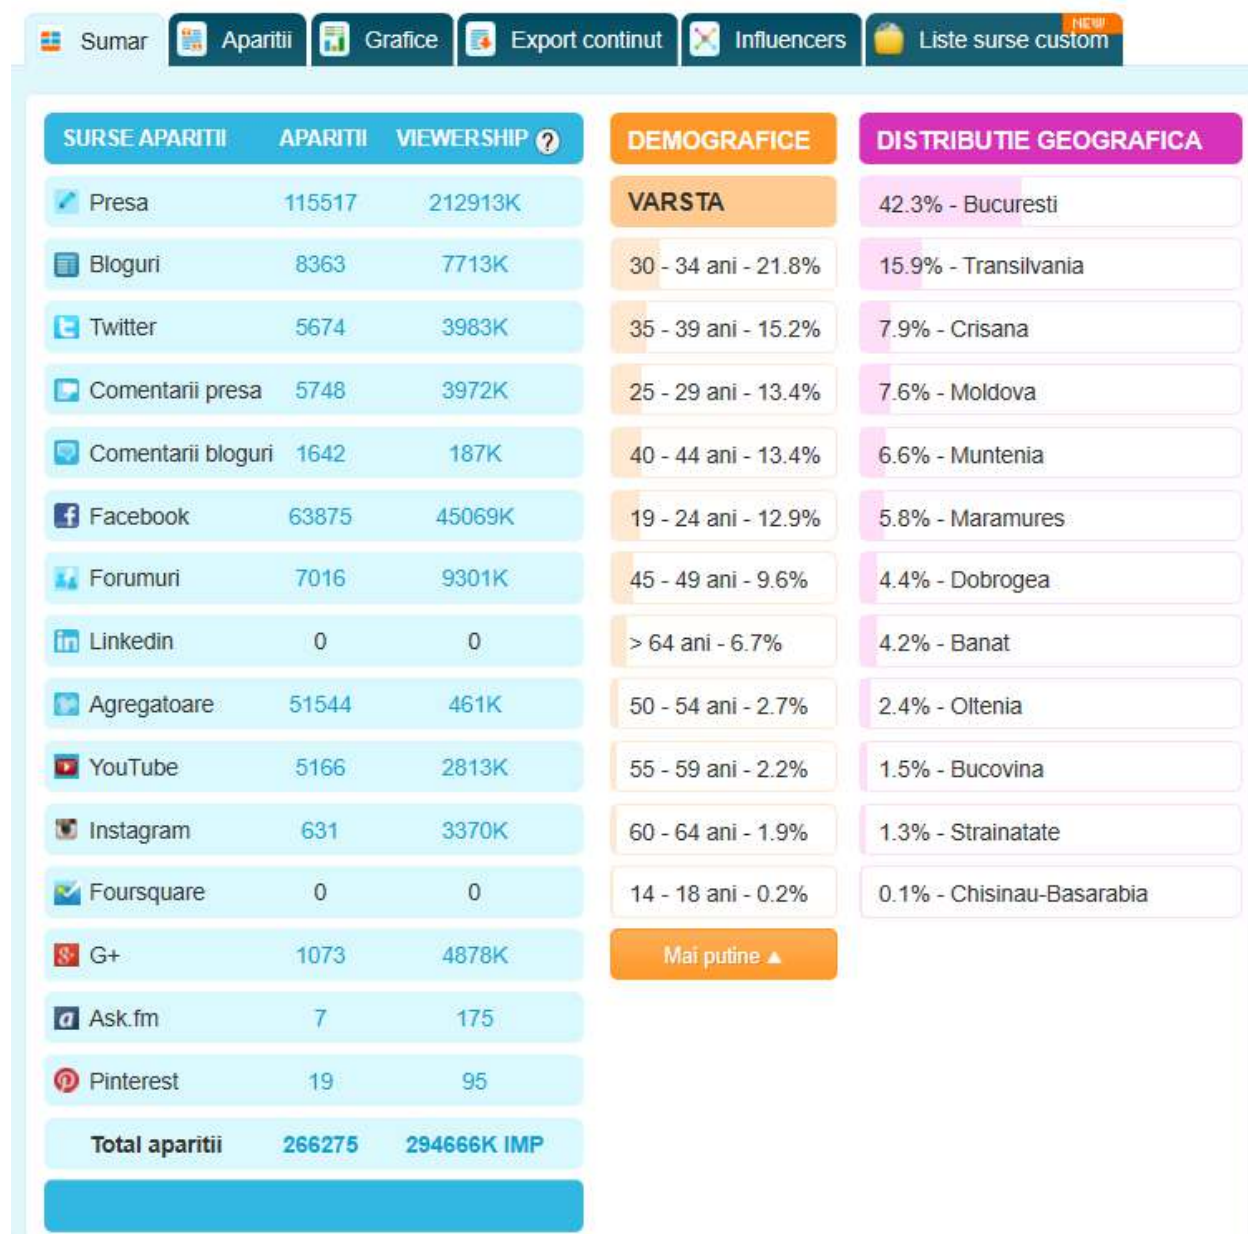 Sumar Aparitii Grafice Export continut Influencers Liste surse custom NEW!
SURSE APARITII APARITII VIEWERSHIP ?
Presa 115517 212913K
Bloguri 8363 7713K
Twitter 5674 3983K
Comentarii presa 5748 3972K
Comentarii bloguri 1642 187K
Facebook 63875 45069K
Forumuri 7016 9301K
Linkedin 0 0
Agregatoare 51544 461K
YouTube 5166 2813K
Instagram 631 3370K
Foursquare 0 0
G+ 1073 4878K
Ask.fm 7 175
Pinterest 19 95
Total aparitii 266275 294666K IMP
DEMOGRAFICE
VARSTA
30 - 34 ani - 21.8%
35 - 39 ani - 15.2%
25 - 29 ani - 13.4%
40 - 44 ani - 13.4%
19 - 24 ani - 12.9%
45 - 49 ani - 9.6%
> 64 ani - 6.7%
50 - 54 ani - 2.7%
55 - 59 ani - 2.2%
60 - 64 ani - 1.9%
14 - 18 ani - 0.2%
Mai putine ▲
DISTRIBUTIE GEOGRAFICA
42.3% - Bucuresti
15.9% - Transilvania
7.9% - Crisana
7.6% - Moldova
6.6% - Muntenia
5.8% - Maramures
4.4% - Dobrogea
4.2% - Banat
2.4% - Oltenia
1.5% - Bucovina
1.3% - Strainatate
0.1% - Chisinau-Basarabia